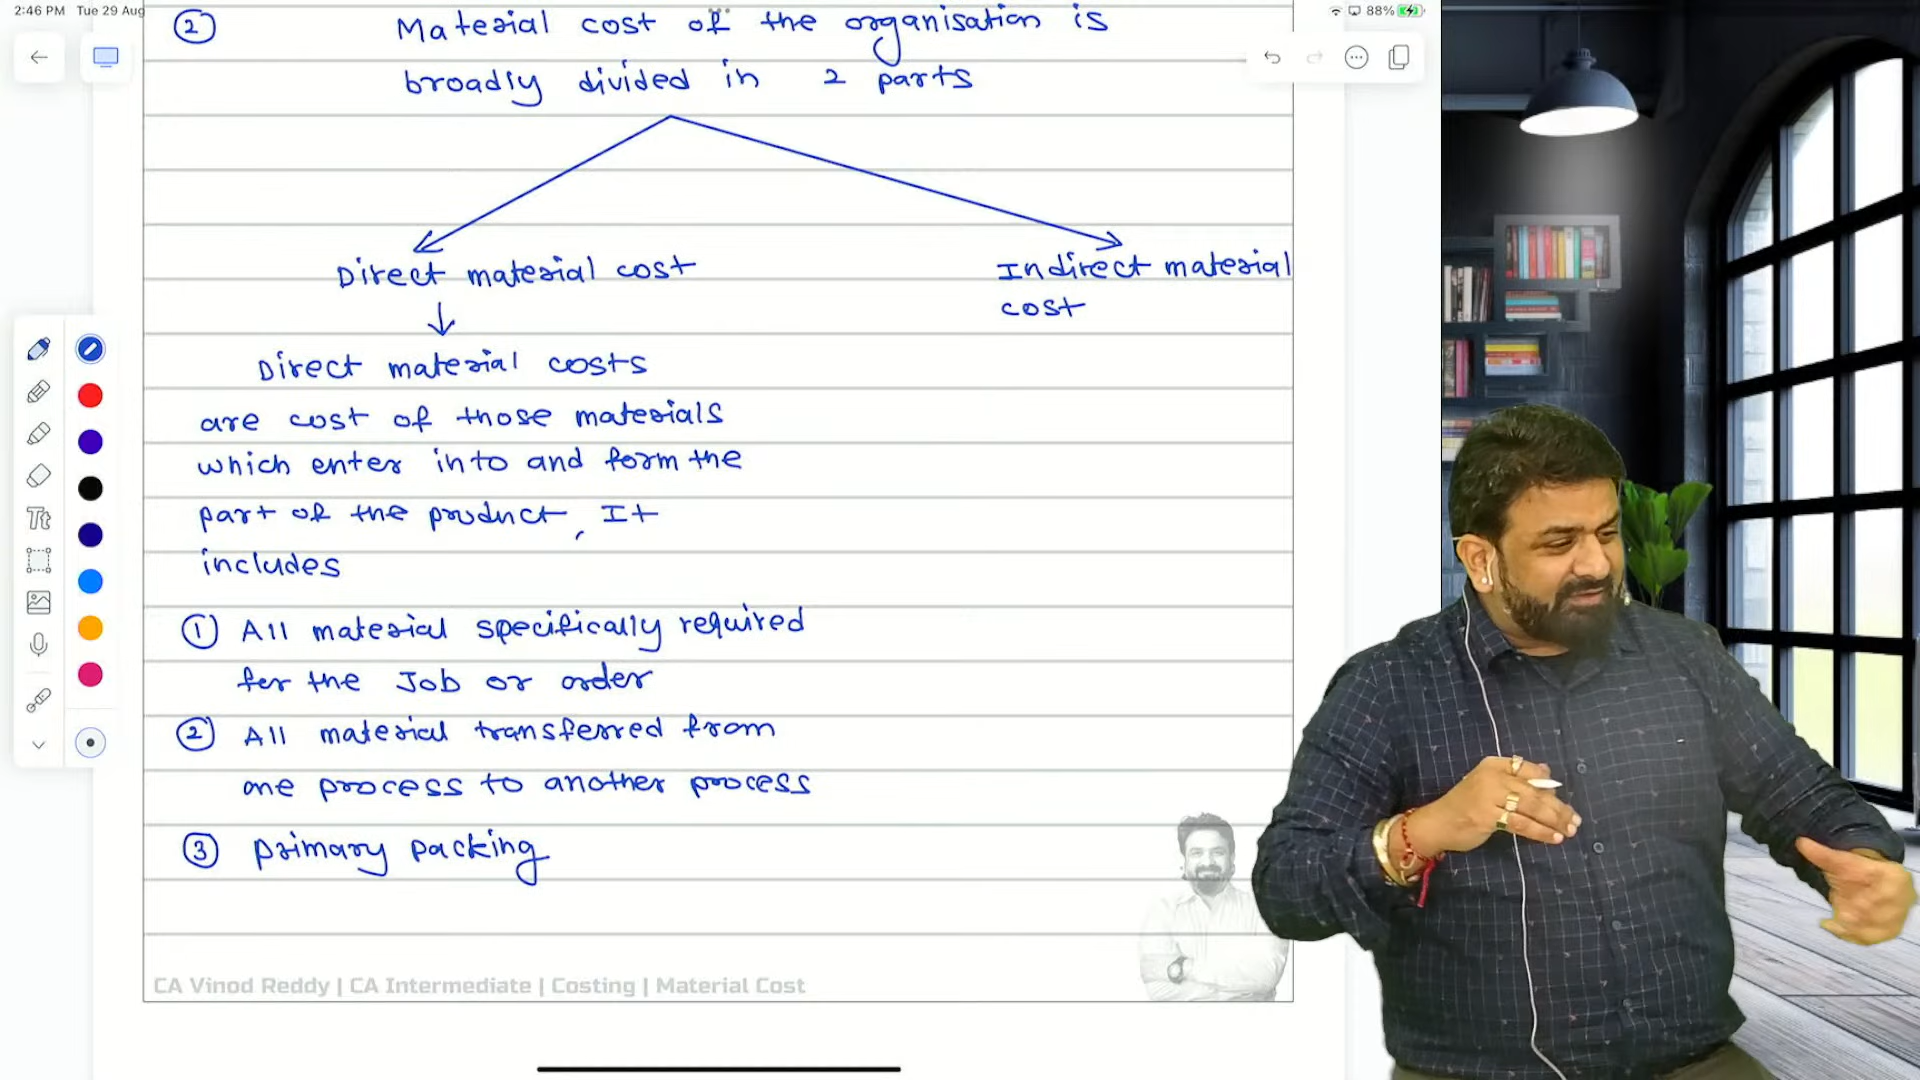 2:46 PM Tue 29 Aug
88%
② Material cost of the organisation is
broadly divided in 2 parts
Direct material cost
Indirect material
cost
Direct material costs
are cost of those materials
which enter into and form the
part of the product, It
includes
① All material specifically required
for the Job or order
② All material transferred from
one process to another process
③ Primary packing
Tt
CA Vinod Reddy | CA Intermediate | Costing | Material Cost